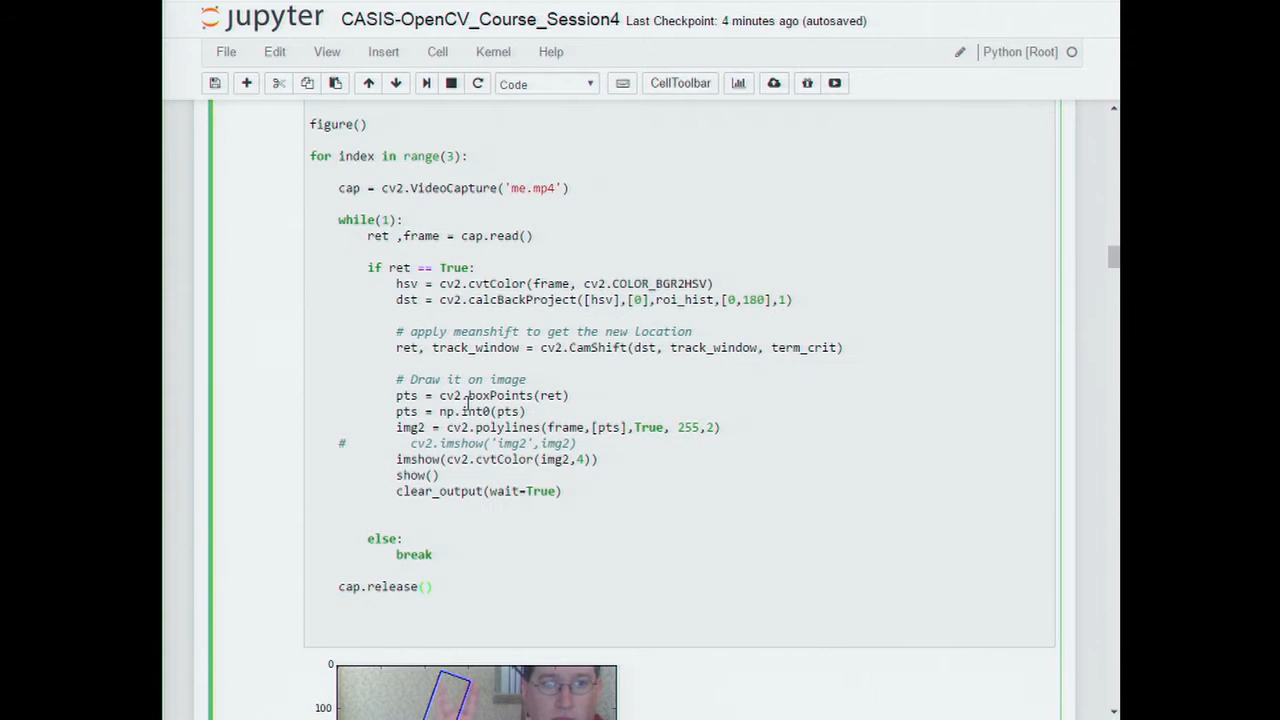 jupyter CASIS-OpenCV_Course_Session4 Last Checkpoint: 4 minutes ago (autosaved)
File Edit View Insert Cell Kernel Help Python [Root]
Code CellToolbar
figure()
for index in range(3):
    cap = cv2.VideoCapture('me.mp4')
    while(1):
        ret ,frame = cap.read()
        if ret == True:
            hsv = cv2.cvtColor(frame, cv2.COLOR_BGR2HSV)
            dst = cv2.calcBackProject([hsv],[0],roi_hist,[0,180],1)
            # apply meanshift to get the new location
            ret, track_window = cv2.CamShift(dst, track_window, term_crit)
            # Draw it on image
            pts = cv2.boxPoints(ret)
            pts = np.int0(pts)
            img2 = cv2.polylines(frame,[pts],True, 255,2)
    #         cv2.imshow('img2',img2)
            imshow(cv2.cvtColor(img2,4))
            show()
            clear_output(wait=True)
        else:
            break
    cap.release()
0
100